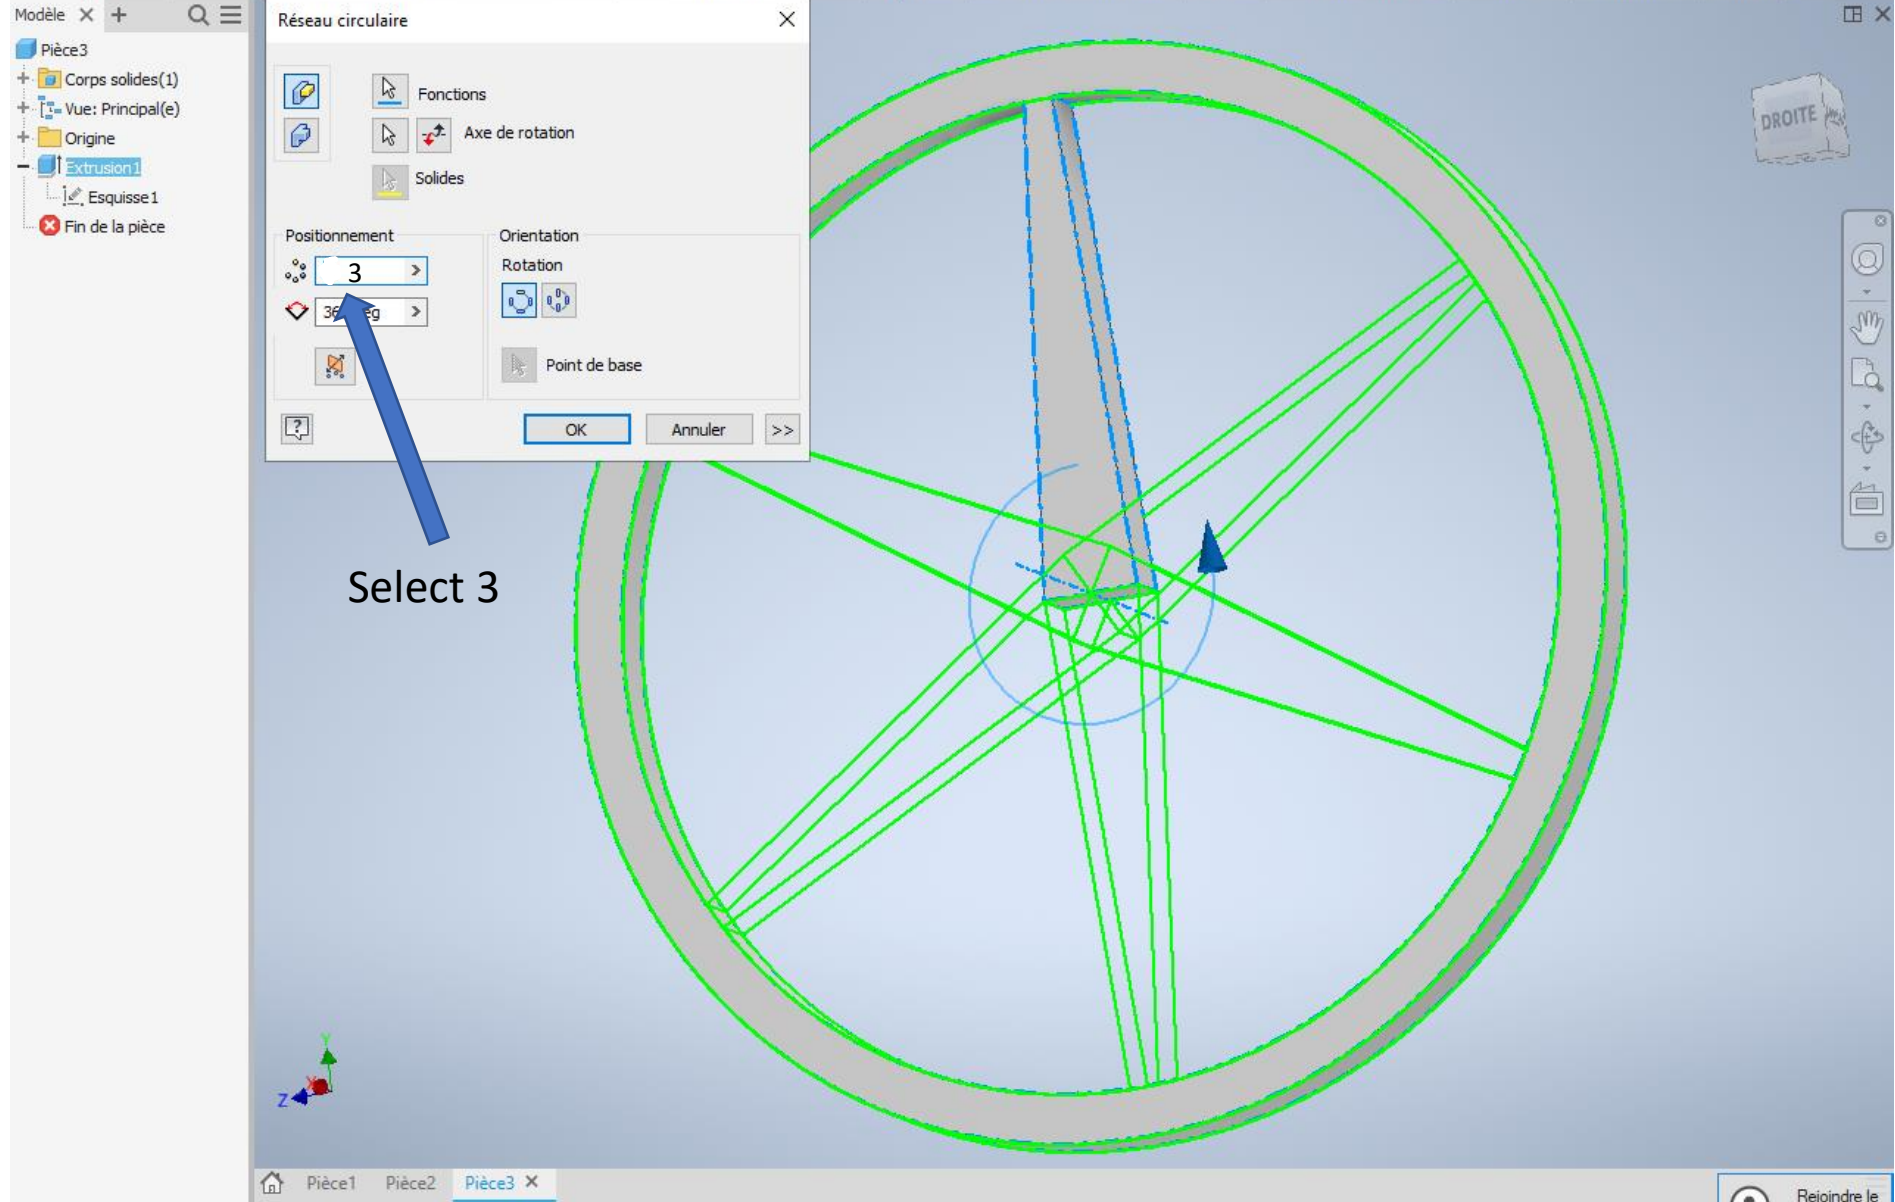 Modèle
Pièce3
Corps solides(1)
Vue: Principal(e)
Origine
Extrusion1
Esquisse1
Fin de la pièce
Réseau circulaire
Fonctions
Axe de rotation
Solides
Positionnement
3
Orientation
Rotation
Point de base
OK
Annuler
>>
Select 3
DROITE
Y
X
Z
Pièce1
Pièce2
Pièce3
Rejoindre le